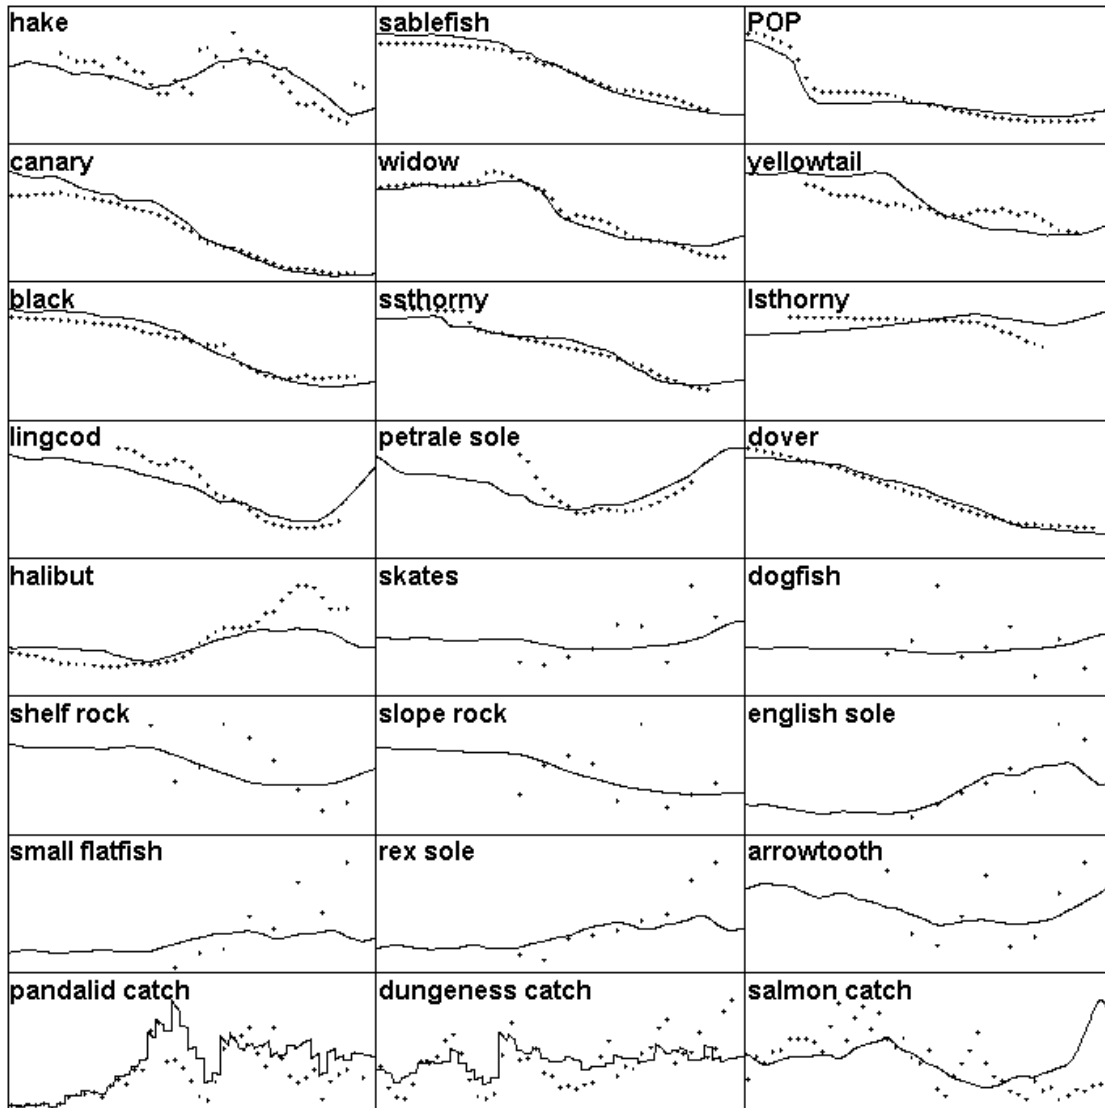 hake
sablefish
POP
canary
widow
yellowtail
black
ssthorny
lsthorny
lingcod
petrale sole
dover
halibut
skates
dogfish
shelf rock
slope rock
english sole
small flatfish
rex sole
arrowtooth
pandalid catch
dungeness catch
salmon catch